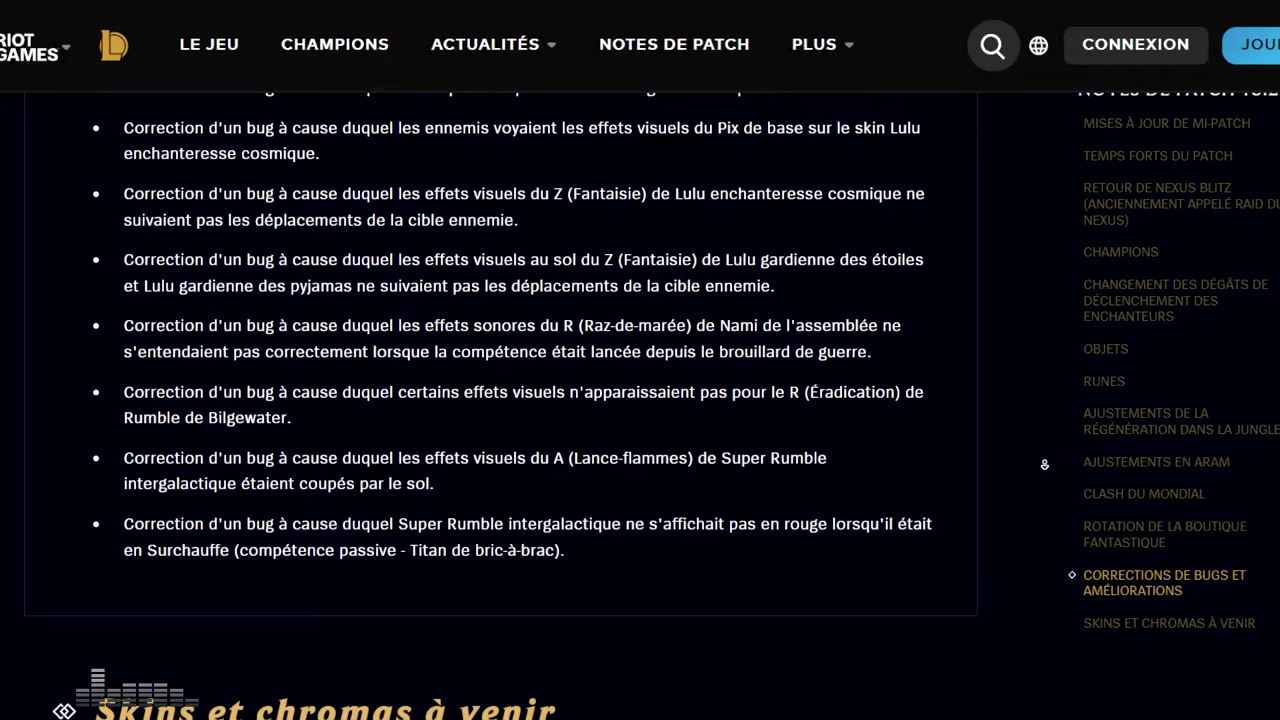 RIOT
GAMES
LE JEU
CHAMPIONS
ACTUALITÉS
NOTES DE PATCH
PLUS
CONNEXION
JOU
Correction d'un bug à cause duquel les ennemis voyaient les effets visuels du Pix de base sur le skin Lulu
enchanteresse cosmique.
Correction d'un bug à cause duquel les effets visuels du Z (Fantaisie) de Lulu enchanteresse cosmique ne
suivaient pas les déplacements de la cible ennemie.
Correction d'un bug à cause duquel les effets visuels au sol du Z (Fantaisie) de Lulu gardienne des étoiles
et Lulu gardienne des pyjamas ne suivaient pas les déplacements de la cible ennemie.
Correction d'un bug à cause duquel les effets sonores du R (Raz-de-marée) de Nami de l'assemblée ne
s'entendaient pas correctement lorsque la compétence était lancée depuis le brouillard de guerre.
Correction d'un bug à cause duquel certains effets visuels n'apparaissaient pas pour le R (Éradication) de
Rumble de Bilgewater.
Correction d'un bug à cause duquel les effets visuels du A (Lance-flammes) de Super Rumble
intergalactique étaient coupés par le sol.
Correction d'un bug à cause duquel Super Rumble intergalactique ne s'affichait pas en rouge lorsqu'il était
en Surchauffe (compétence passive - Titan de bric-à-brac).
Skins et chromas à venir
NOTES DE PATCH
MISES À JOUR DE MI-PATCH
TEMPS FORTS DU PATCH
RETOUR DE NEXUS BLITZ
(ANCIENNEMENT APPELÉ RAID DU
NEXUS)
CHAMPIONS
CHANGEMENT DES DÉGÂTS DE
DÉCLENCHEMENT DES
ENCHANTEURS
OBJETS
RUNES
AJUSTEMENTS DE LA
RÉGÉNÉRATION DANS LA JUNGLE
AJUSTEMENTS EN ARAM
CLASH DU MONDIAL
ROTATION DE LA BOUTIQUE
FANTASTIQUE
CORRECTIONS DE BUGS ET
AMÉLIORATIONS
SKINS ET CHROMAS À VENIR